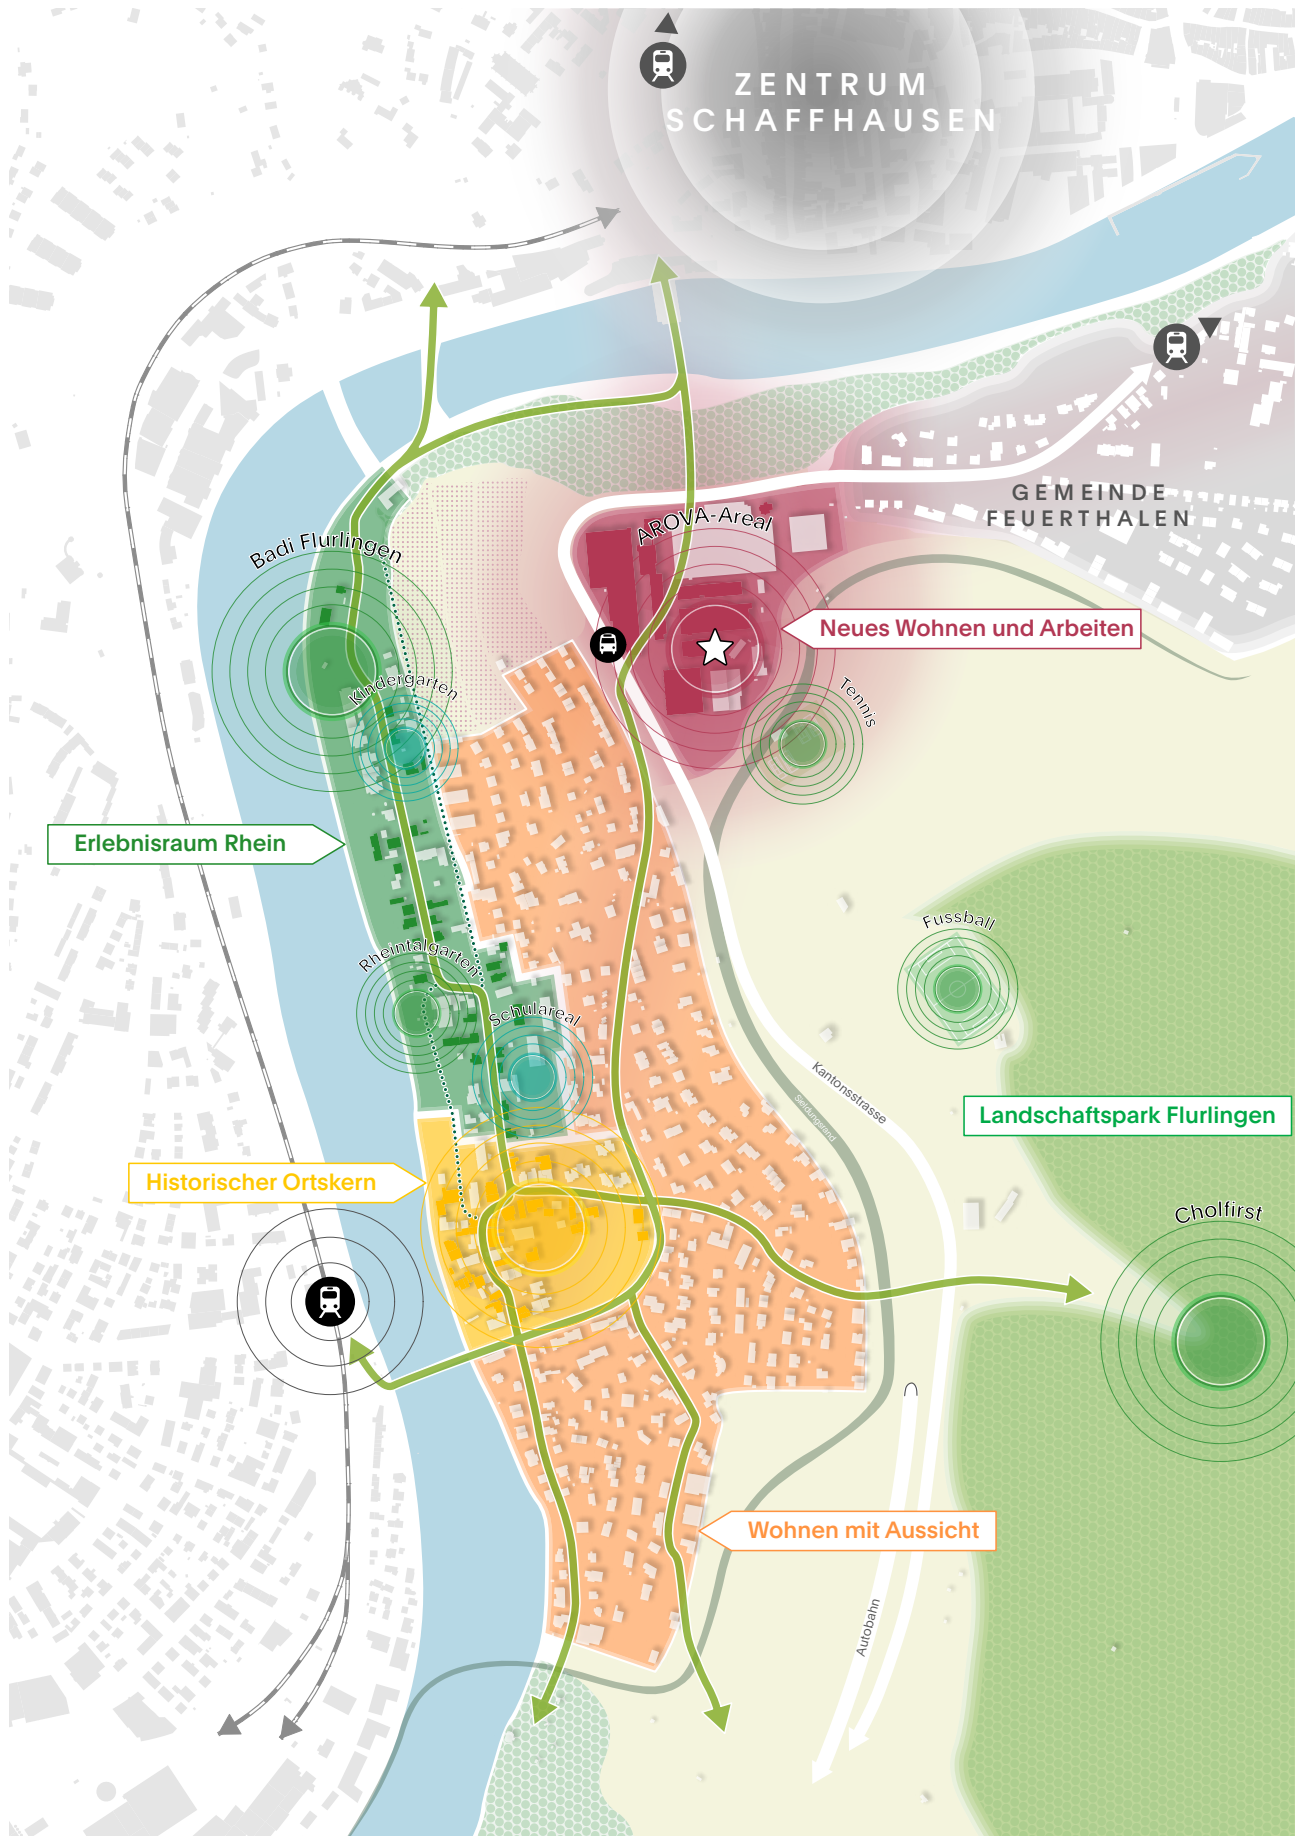 ZENTRUM
SCHAFFHAUSEN
GEMEINDE
FEUERTHALEN
AROVA-Areal
Badi Flurlingen
Neues Wohnen und Arbeiten
Kindergarten
Tennis
Erlebnisraum Rhein
Fussball
Rheintalgarten
Schulareal
Kantonsstrasse
Siedlungsrand
Landschaftspark Flurlingen
Historischer Ortskern
Cholfirst
Wohnen mit Aussicht
Autobahn